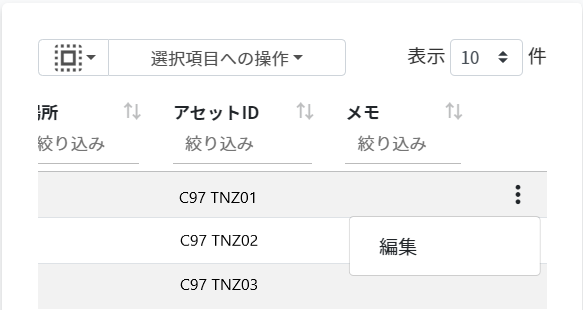 選択項目への操作
表示 10 件
所 アセットID メモ
絞り込み 絞り込み 絞り込み
C97 TNZ01
C97 TNZ02
編集
C97 TNZ03